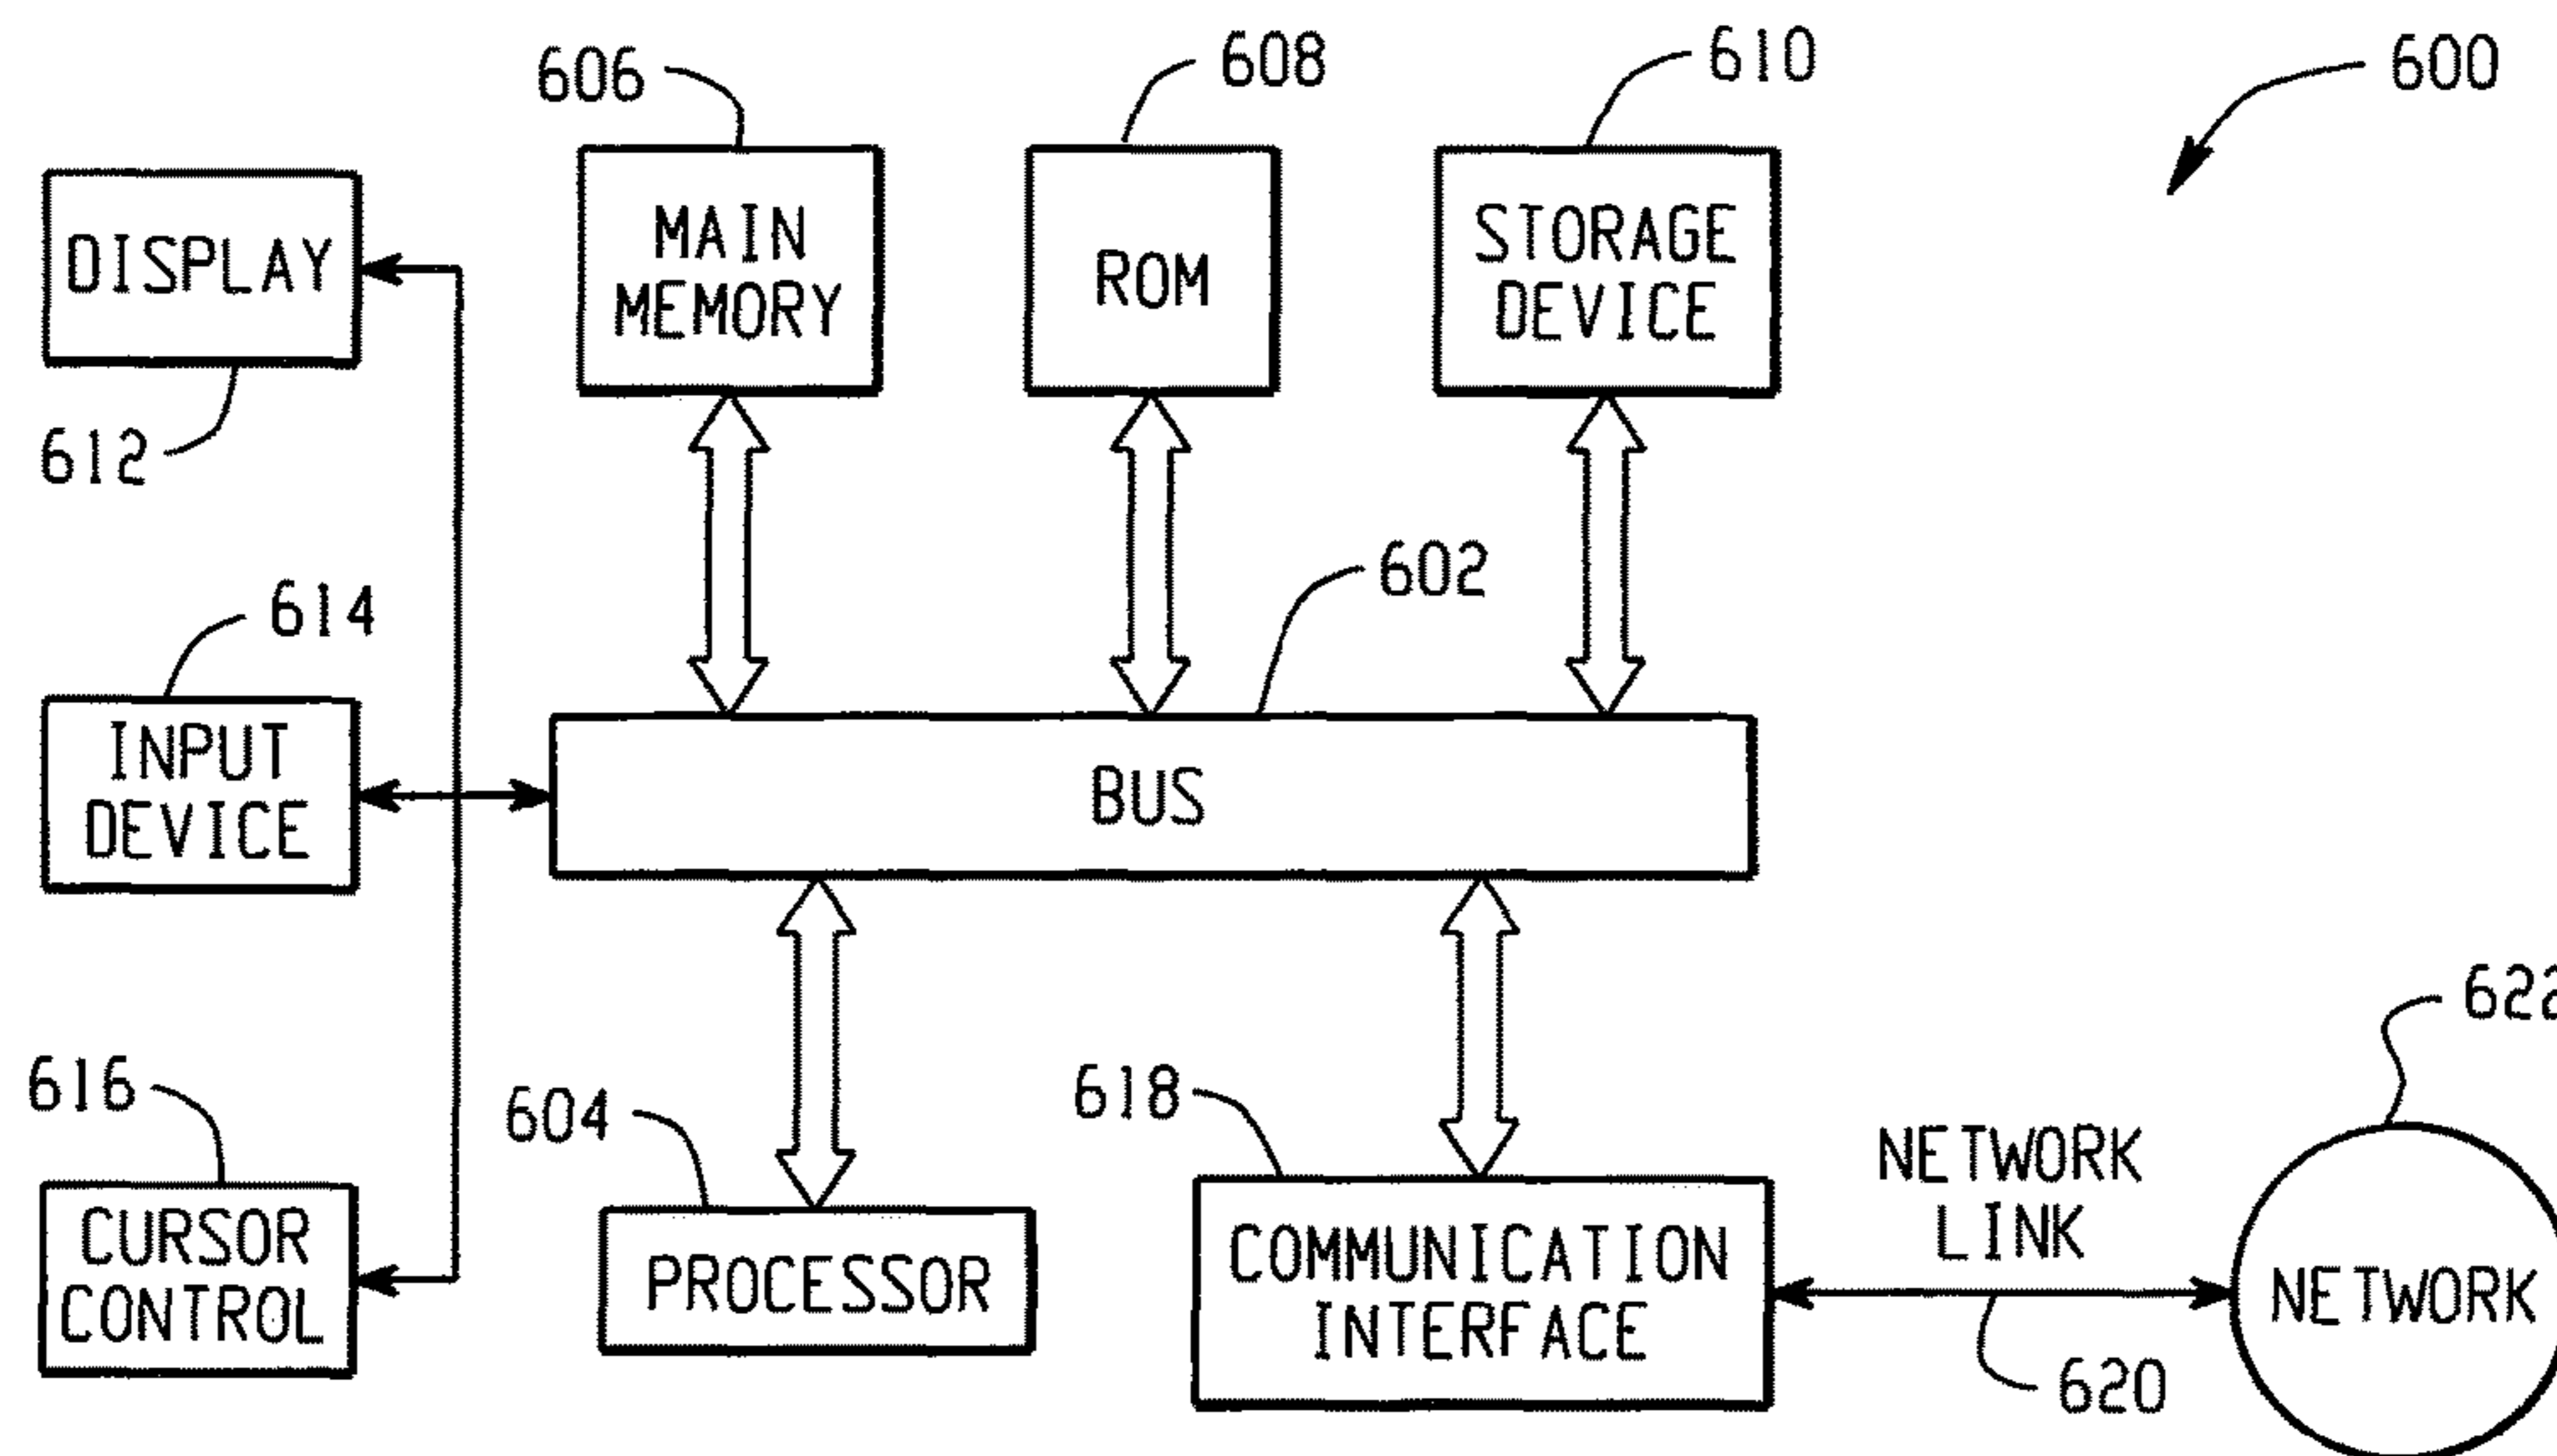 606
608
610
600
DISPLAY
MAIN
MEMORY
ROM
STORAGE
DEVICE
612
602
614
INPUT
DEVICE
BUS
622
616
604
618
NETWORK
LINK
CURSOR
CONTROL
PROCESSOR
COMMUNICATION
INTERFACE
NETWORK
620